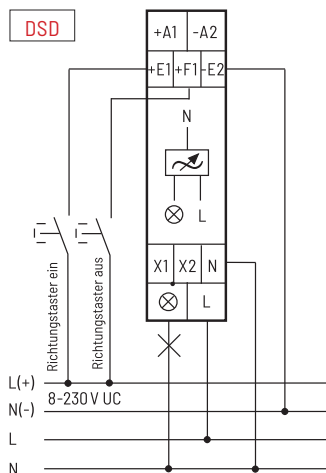 DSD
+A1 -A2
+E1 +F1 -E2
N
L
X1 X2 N
L
Richtungstaster ein
Richtungstaster aus
L(+)
8-230 V UC
N(-)
L
N